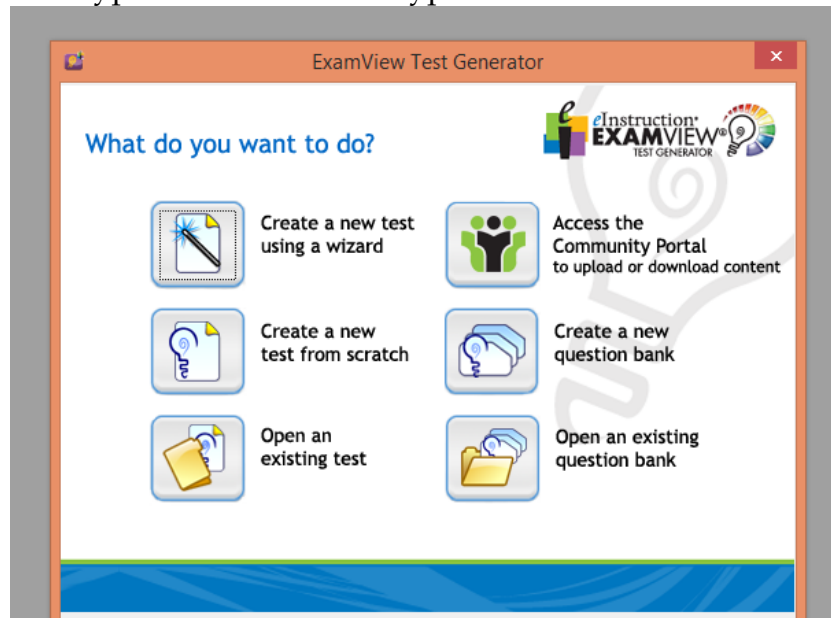 ExamView Test Generator
What do you want to do?
eInstruction®
EXAMVIEW®
TEST GENERATOR
Create a new test
using a wizard
Access the
Community Portal
to upload or download content
Create a new
test from scratch
Create a new
question bank
Open an
existing test
Open an existing
question bank